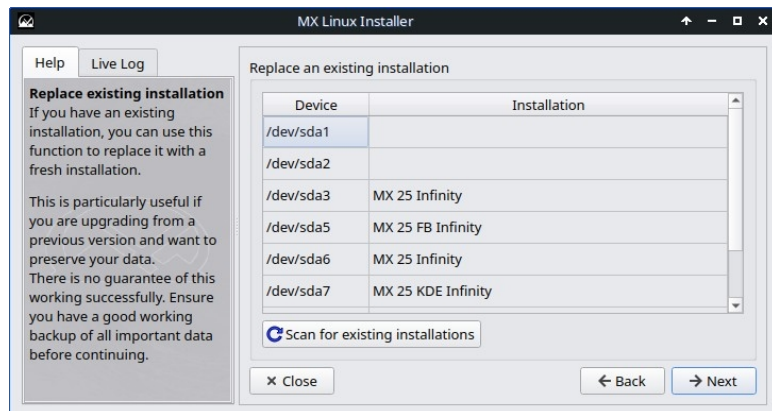 MX Linux Installer
Help
Live Log
Replace existing installation
If you have an existing
installation, you can use this
function to replace it with a
fresh installation.
This is particularly useful if
you are upgrading from a
previous version and want to
preserve your data.
There is no guarantee of this
working successfully. Ensure
you have a good working
backup of all important data
before continuing.
Replace an existing installation
Device Installation
/dev/sda1
/dev/sda2
/dev/sda3 MX 25 Infinity
/dev/sda5 MX 25 FB Infinity
/dev/sda6 MX 25 Infinity
/dev/sda7 MX 25 KDE Infinity
Scan for existing installations
Close
Back
Next